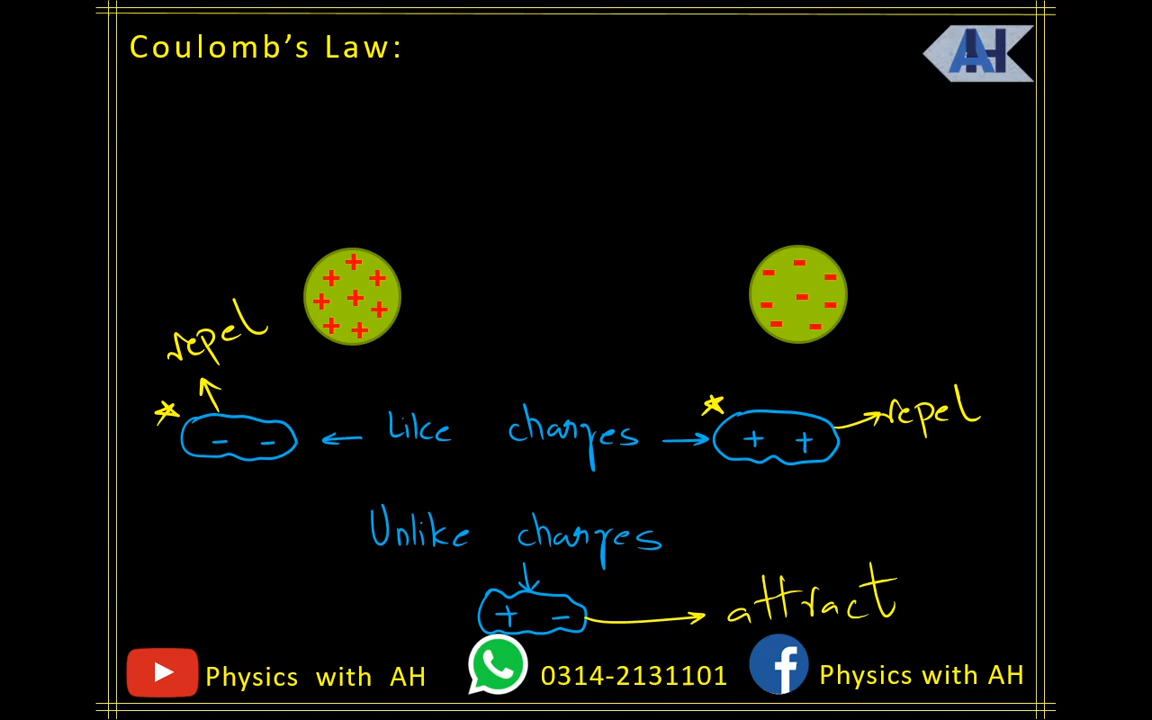 Coulomb's Law:
AH
+ + + + + + + +
- - - - - - - -
repel
- - ← Like charges → + + → repel
Unlike charges
+ - → attract
Physics with AH
0314-2131101
Physics with AH